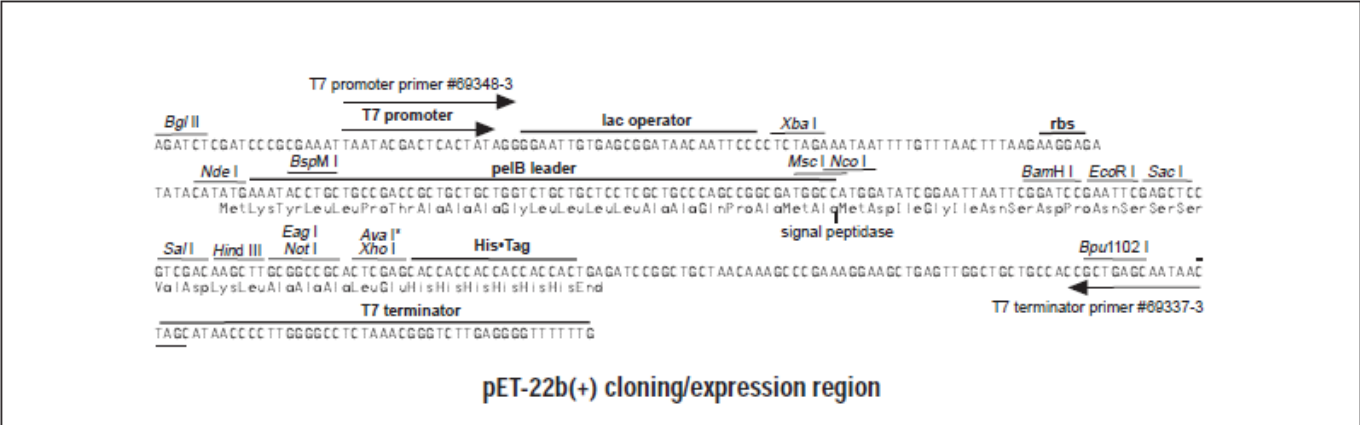 T7 promoter primer #69348-3
Bgl II T7 promoter lac operator Xba I rbs
AGATCTCGATCCCGCGAAATTAATACGACTCACTATAGGGGAATTGTGAGCGGATAACAATTCCCCTCTAGAAATAATTTTGTTTAACTTTAAGAAGGAGA
Nde I BspM I pelB leader Msc I Nco I BamH I EcoR I Sac I
TATACATATGAAATACCTGCTGCCGACCGCTGCTGCTGGTCTGCTGCTCCTCGCTGCCCAGCCGGCGATGGCCATGGATATCGGAATTAATTCGGATCCGAATTCGAGCTCC
MetLysTyrLeuLeuProThrAlaAlaAlaGlyLeuLeuLeuLeuAlaAlaGlnProAlaMetAlaMetAspIleGlyIleAsnSerAspProAsnSerSerSer
signal peptidase
Eag I Ava I*
Sal I Hind III Not I Xho I His•Tag Bpu1102 I
GTCGACAAGCTTGCGGCCGCACTCGAGCACCACCACCACCACCACTGAGATCCGGCTGCTAACAAAGCCCGAAAGGAAGCTGAGTTGGCTGCTGCCACCGCTGAGCAATAAC
ValAspLysLeuAlaAlaAlaLeuGluHisHisHisHisHisHisEnd
T7 terminator primer #69337-3
T7 terminator
TAGCATAACCCCTTGGGGCCTCTAAACGGGTCTTGAGGGGTTTTTTG
pET-22b(+) cloning/expression region